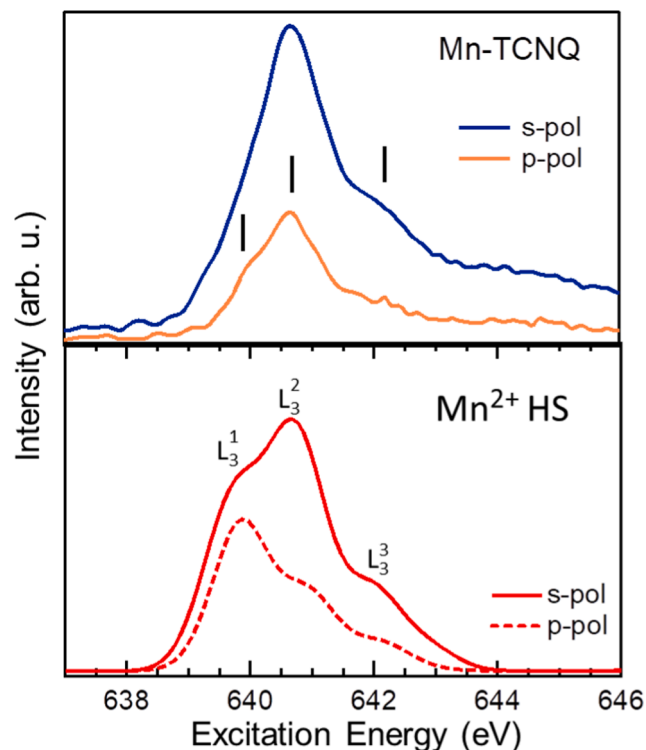 Mn-TCNQ
s-pol
p-pol
Intensity (arb. u.)
L₃¹
L₃²
L₃³
Mn²⁺ HS
s-pol
p-pol
638 640 642 644 646
Excitation Energy (eV)